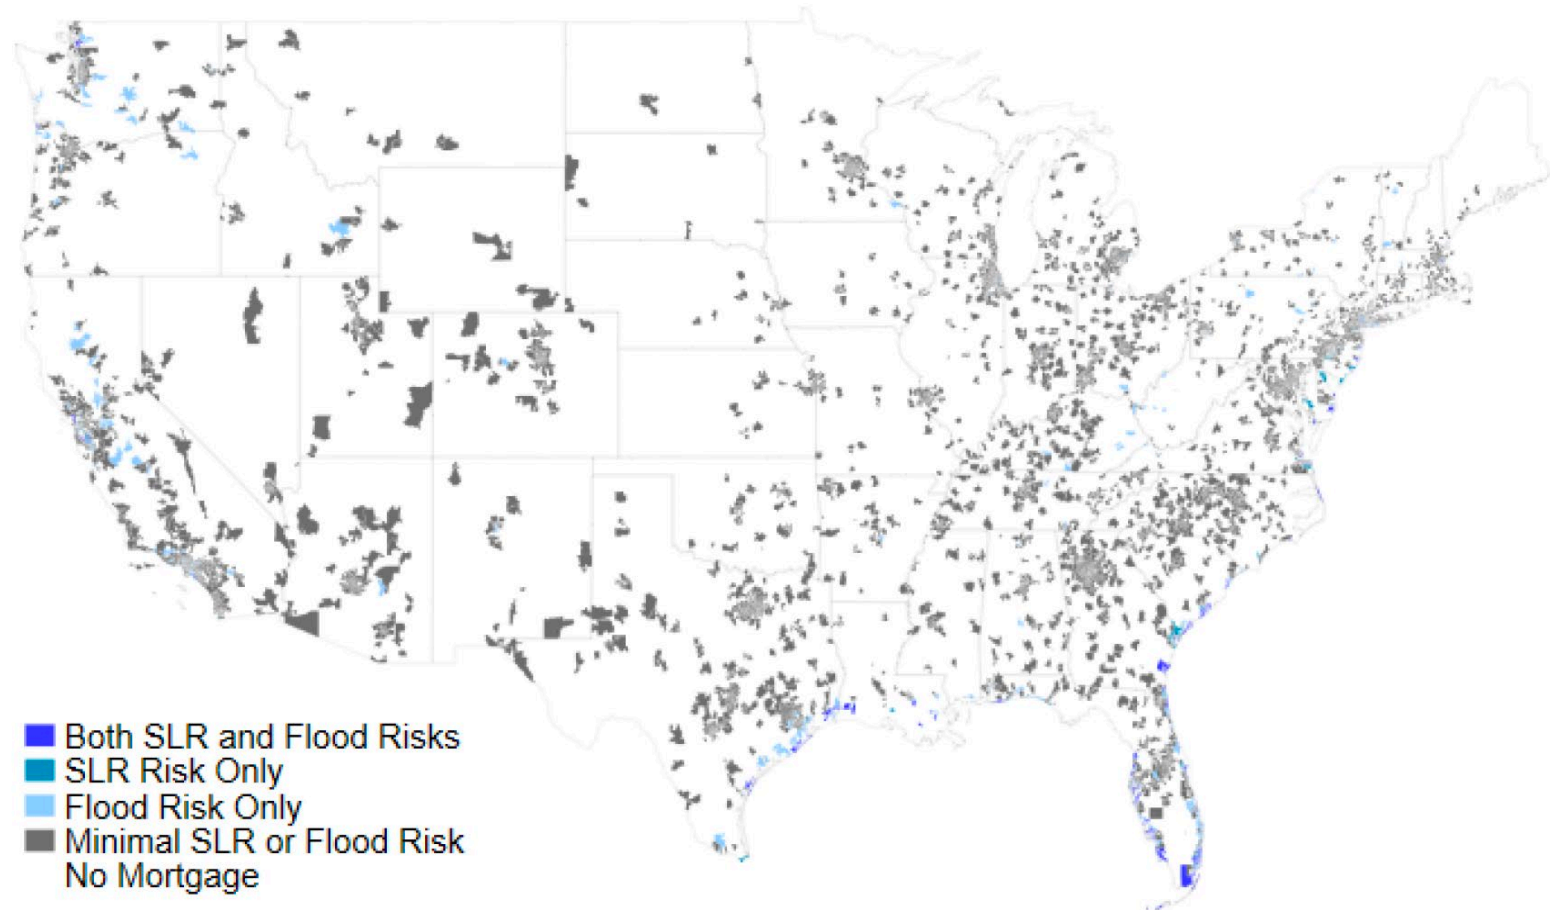 Both SLR and Flood Risks
SLR Risk Only
Flood Risk Only
Minimal SLR or Flood Risk
No Mortgage